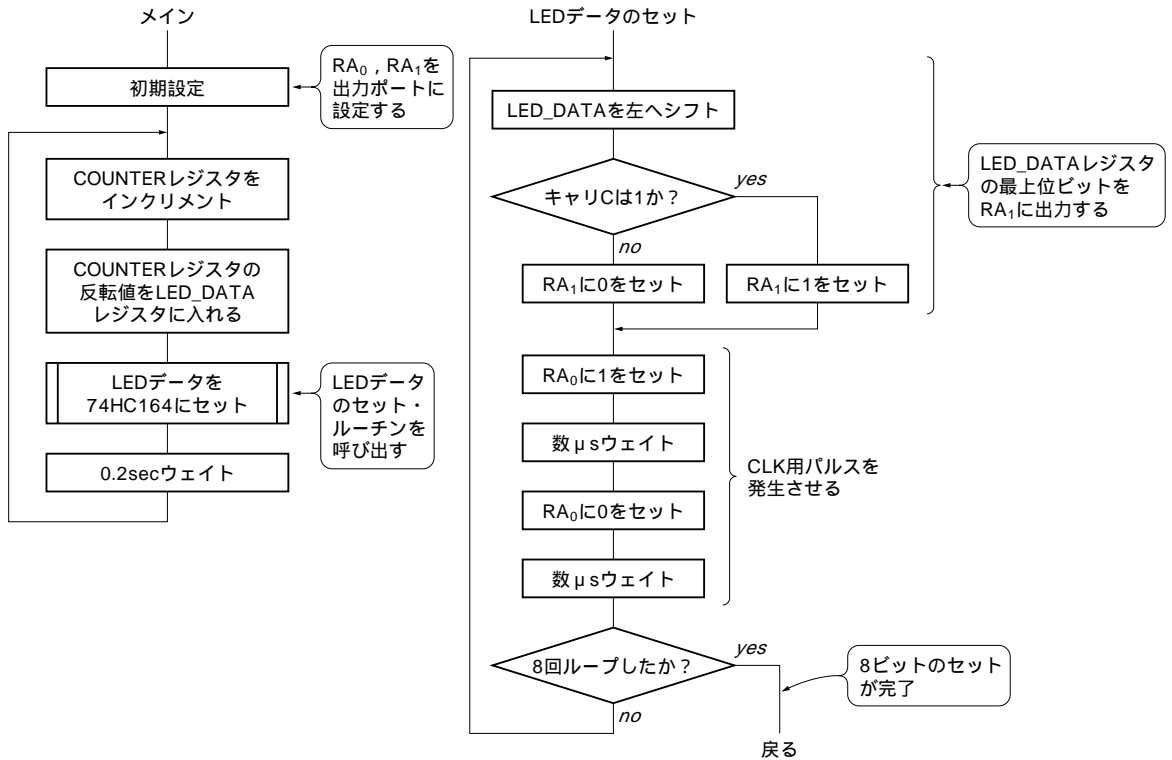 メイン
初期設定
RA0，RA1を
出力ポートに
設定する
COUNTERレジスタを
インクリメント
COUNTERレジスタの
反転値をLED_DATA
レジスタに入れる
LEDデータを
74HC164にセット
LEDデータ
のセット・
ルーチンを
呼び出す
0.2secウェイト
LEDデータのセット
LED_DATAを左へシフト
キャリCは1か？
yes
no
RA1に0をセット
RA1に1をセット
LED_DATAレジスタ
の最上位ビットを
RA1に出力する
RA0に1をセット
数μsウェイト
RA0に0をセット
数μsウェイト
CLK用パルスを
発生させる
8回ループしたか？
yes
no
8ビットのセット
が完了
戻る